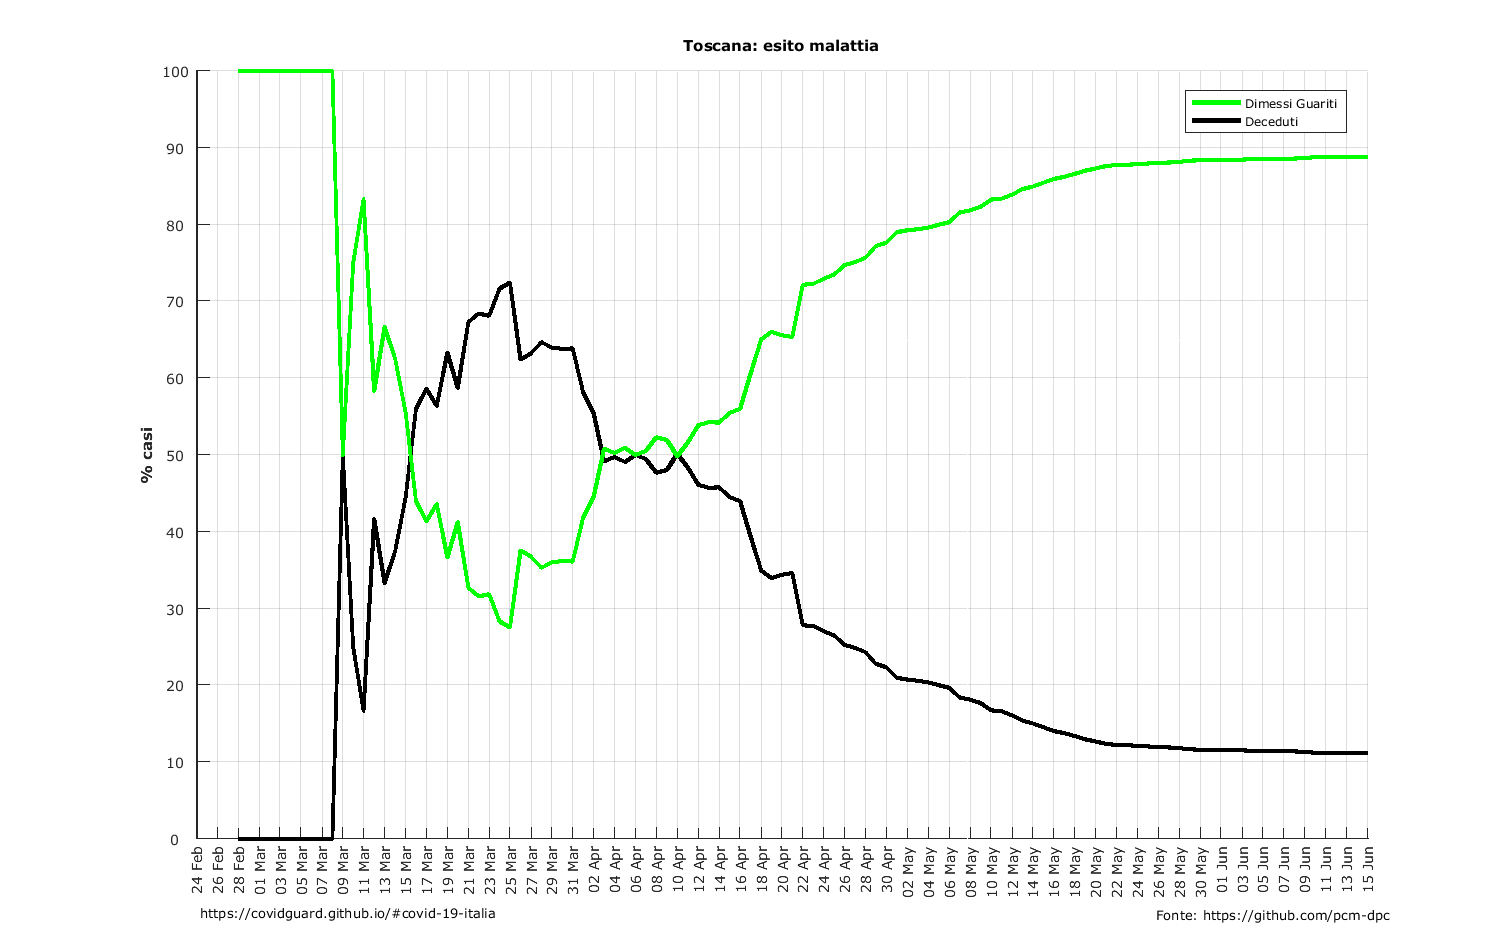 Toscana: esito malattia
100
90
80
70
60
50
40
30
20
10
0
% casi
Dimessi Guariti
Deceduti
24 Feb
26 Feb
28 Feb
01 Mar
03 Mar
05 Mar
07 Mar
09 Mar
11 Mar
13 Mar
15 Mar
17 Mar
19 Mar
21 Mar
23 Mar
25 Mar
27 Mar
29 Mar
31 Mar
02 Apr
04 Apr
06 Apr
08 Apr
10 Apr
12 Apr
14 Apr
16 Apr
18 Apr
20 Apr
22 Apr
24 Apr
26 Apr
28 Apr
30 Apr
02 May
04 May
06 May
08 May
10 May
12 May
14 May
16 May
18 May
20 May
22 May
24 May
26 May
28 May
30 May
01 Jun
03 Jun
05 Jun
07 Jun
09 Jun
11 Jun
13 Jun
15 Jun
https://covidguard.github.io/#covid-19-italia
Fonte: https://github.com/pcm-dpc